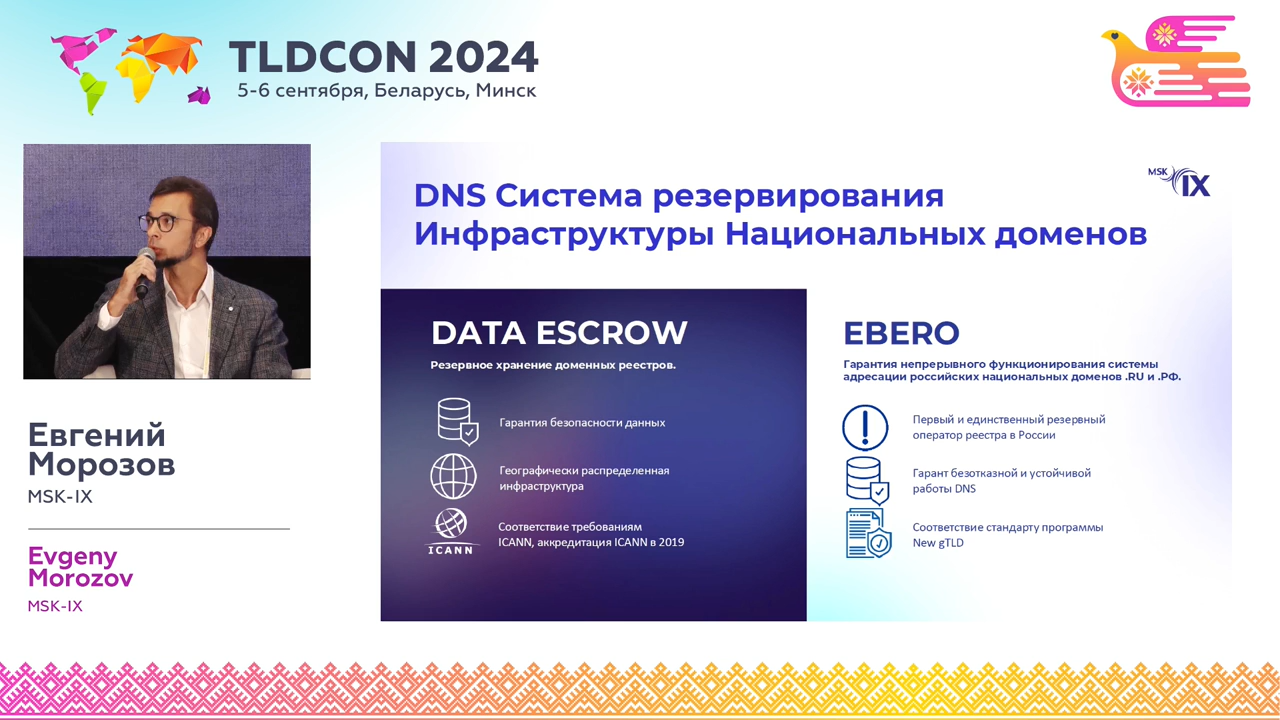 TLDCON 2024
5-6 сентября, Беларусь, Минск
MSK
IX
DNS Система резервирования
Инфраструктуры Национальных доменов
DATA ESCROW
Резервное хранение доменных реестров.
Гарантия безопасности данных
Географически распределенная
инфраструктура
ICANN
Соответствие требованиям
ICANN, аккредитация ICANN в 2019
EBERO
Гарантия непрерывного функционирования системы
адресации российских национальных доменов .RU и .РФ.
Первый и единственный резервный
оператор реестра в России
Гарант безотказной и устойчивой
работы DNS
Соответствие стандарту программы
New gTLD
Евгений
Морозов
MSK-IX
Evgeny
Morozov
MSK-IX